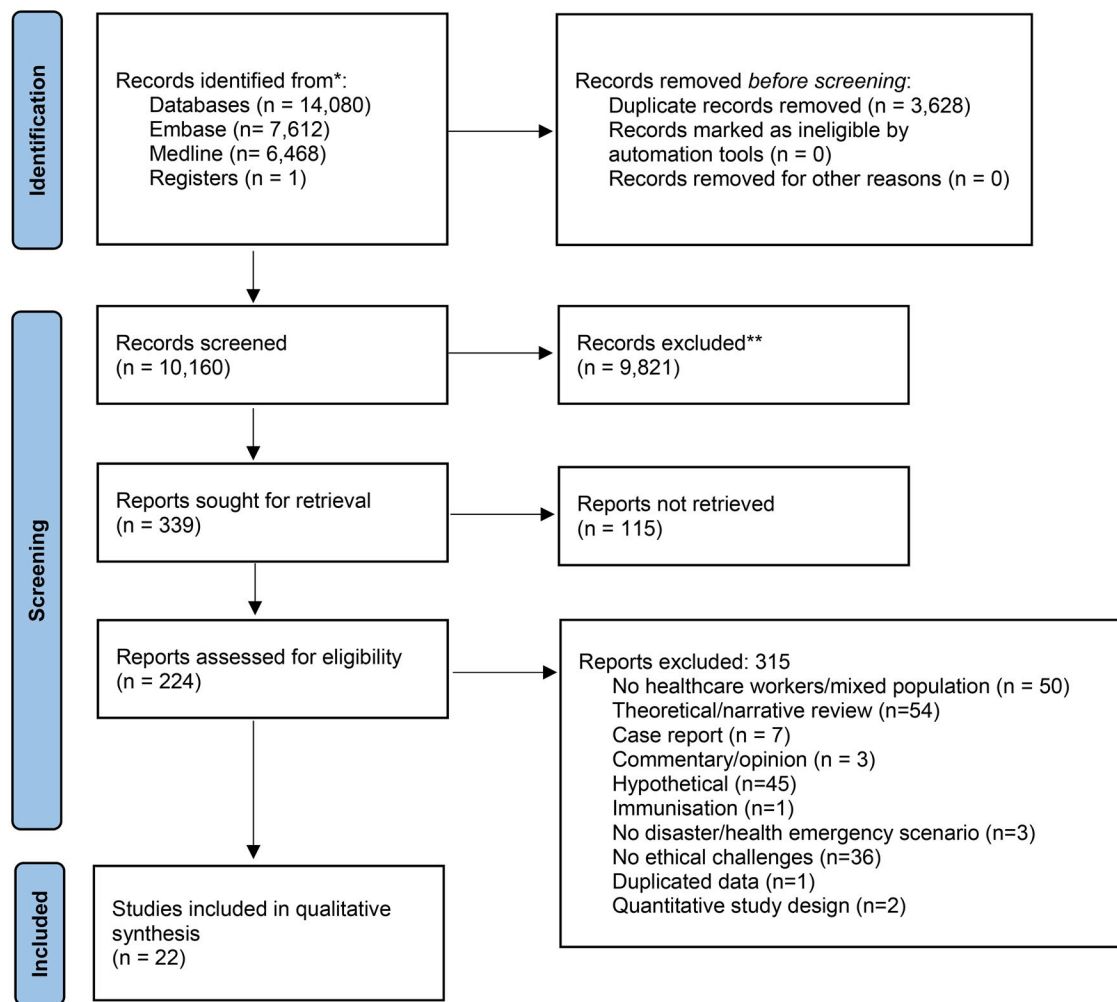 Identification
Records identified from*:
Databases (n = 14,080)
Embase (n= 7,612)
Medline (n= 6,468)
Registers (n = 1)
Records removed before screening:
Duplicate records removed (n = 3,628)
Records marked as ineligible by
automation tools (n = 0)
Records removed for other reasons (n = 0)
Screening
Records screened
(n = 10,160)
Records excluded**
(n = 9,821)
Reports sought for retrieval
(n = 339)
Reports not retrieved
(n = 115)
Reports assessed for eligibility
(n = 224)
Reports excluded: 315
No healthcare workers/mixed population (n = 50)
Theoretical/narrative review (n=54)
Case report (n = 7)
Commentary/opinion (n = 3)
Hypothetical (n=45)
Immunisation (n=1)
No disaster/health emergency scenario (n=3)
No ethical challenges (n=36)
Duplicated data (n=1)
Quantitative study design (n=2)
Included
Studies included in qualitative
synthesis
(n = 22)